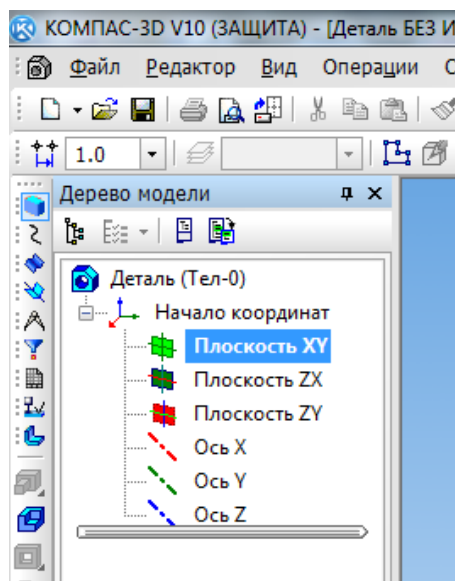 КОМПАС-3D V10 (ЗАЩИТА) - [Деталь БЕЗ И
Файл Редактор Вид Операции С
1.0
Дерево модели
Деталь (Тел-0)
Начало координат
Плоскость XY
Плоскость ZX
Плоскость ZY
Ось X
Ось Y
Ось Z